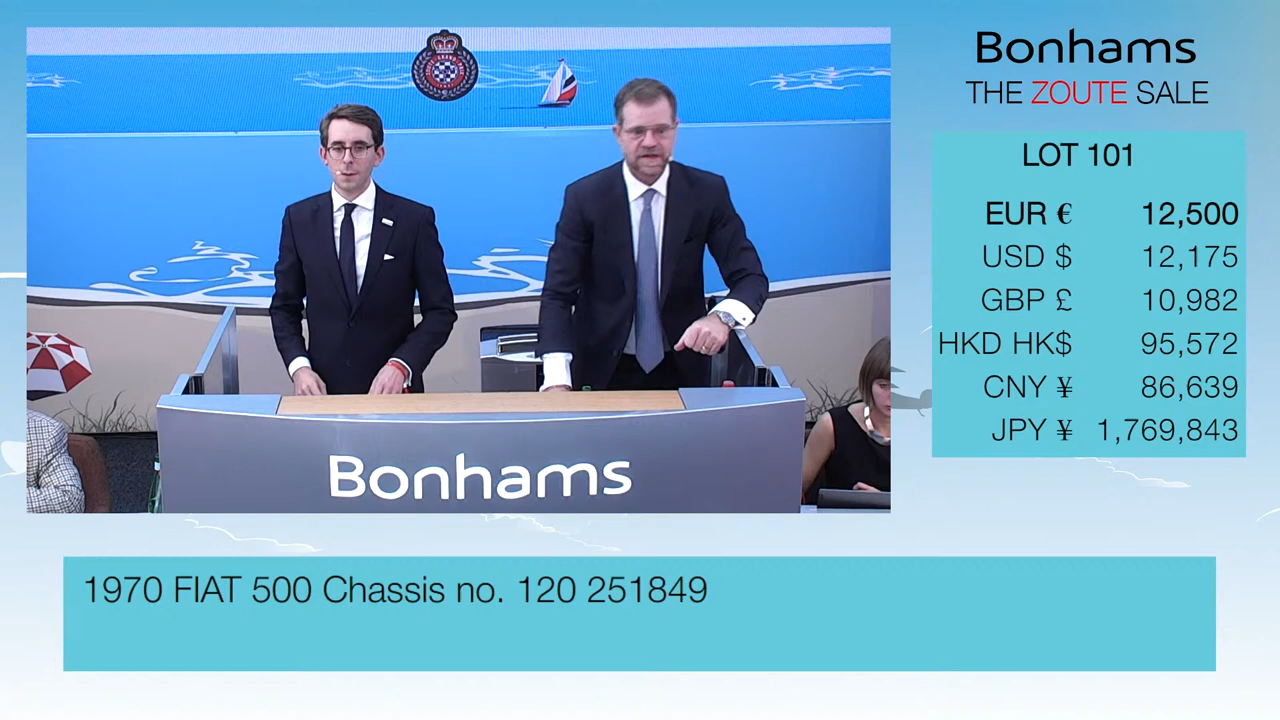 Bonhams
THE ZOUTE SALE
LOT 101
EUR € 12,500
USD $ 12,175
GBP £ 10,982
HKD HK$ 95,572
CNY ¥ 86,639
JPY ¥ 1,769,843
Bonhams
1970 FIAT 500 Chassis no. 120 251849